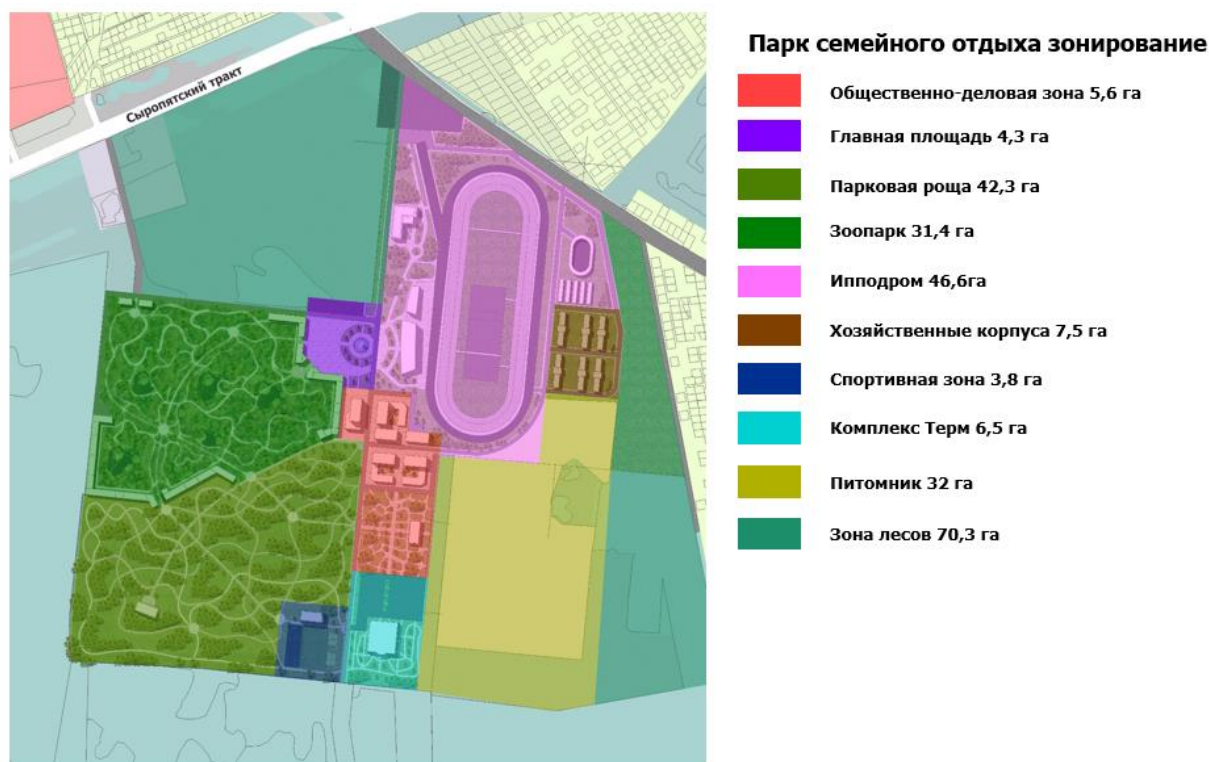 Сыропятский тракт
Парк семейного отдыха зонирование
Общественно-деловая зона 5,6 га
Главная площадь 4,3 га
Парковая роща 42,3 га
Зоопарк 31,4 га
Ипподром 46,6га
Хозяйственные корпуса 7,5 га
Спортивная зона 3,8 га
Комплекс Терм 6,5 га
Питомник 32 га
Зона лесов 70,3 га